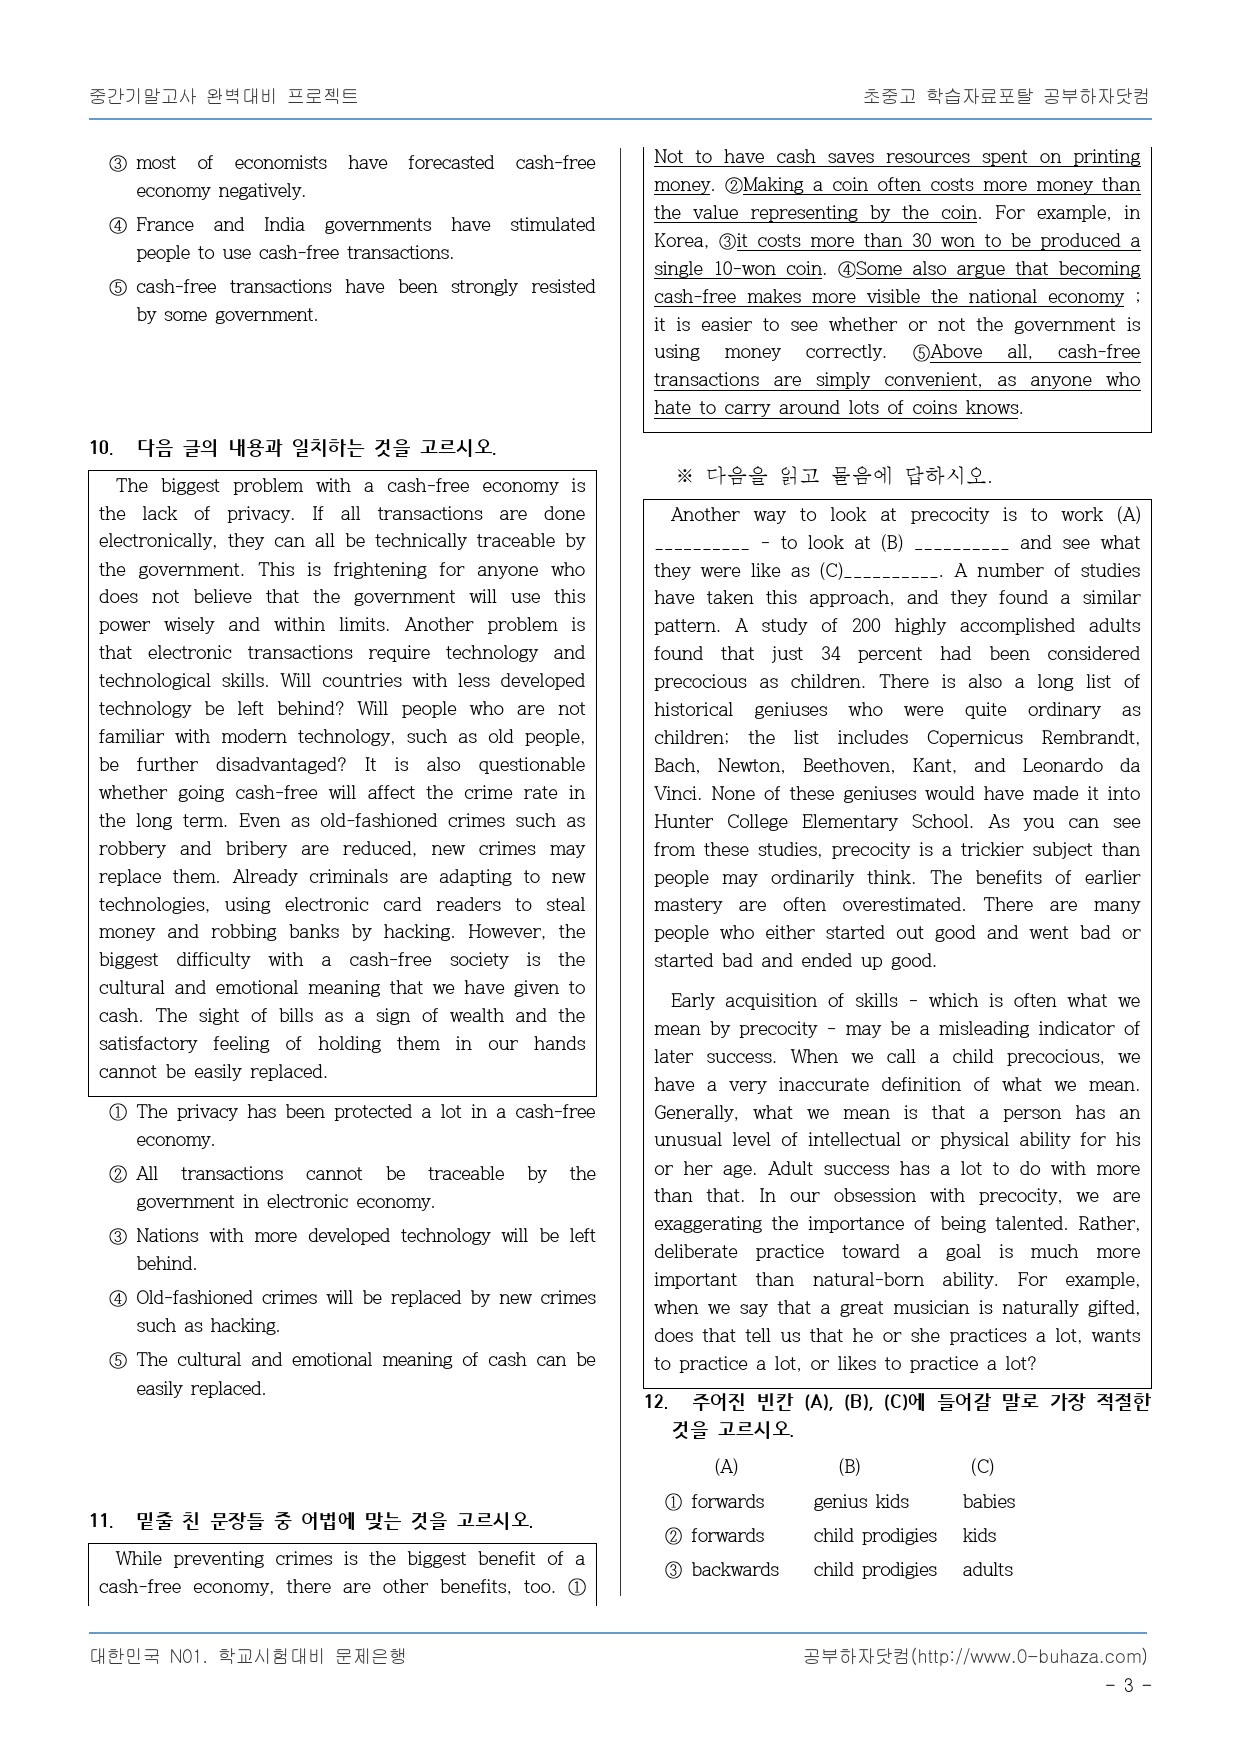 중간기말고사 완벽대비 프로젝트
초중고 학습자료포탈 공부하자닷컴
③ most of economists have forecasted cash-free
economy negatively.
④ France and India governments have stimulated
people to use cash-free transactions.
⑤ cash-free transactions have been strongly resisted
by some government.
10. 다음 글의 내용과 일치하는 것을 고르시오.
The biggest problem with a cash-free economy is
the lack of privacy. If all transactions are done
electronically, they can all be technically traceable by
the government. This is frightening for anyone who
does not believe that the government will use this
power wisely and within limits. Another problem is
that electronic transactions require technology and
technological skills. Will countries with less developed
technology be left behind? Will people who are not
familiar with modern technology, such as old people,
be further disadvantaged? It is also questionable
whether going cash-free will affect the crime rate in
the long term. Even as old-fashioned crimes such as
robbery and bribery are reduced, new crimes may
replace them. Already criminals are adapting to new
technologies, using electronic card readers to steal
money and robbing banks by hacking. However, the
biggest difficulty with a cash-free society is the
cultural and emotional meaning that we have given to
cash. The sight of bills as a sign of wealth and the
satisfactory feeling of holding them in our hands
cannot be easily replaced.
① The privacy has been protected a lot in a cash-free
economy.
② All transactions cannot be traceable by the
government in electronic economy.
③ Nations with more developed technology will be left
behind.
④ Old-fashioned crimes will be replaced by new crimes
such as hacking.
⑤ The cultural and emotional meaning of cash can be
easily replaced.
11. 밑줄 친 문장들 중 어법에 맞는 것을 고르시오.
While preventing crimes is the biggest benefit of a
cash-free economy, there are other benefits, too. ①
Not to have cash saves resources spent on printing
money. ②Making a coin often costs more money than
the value representing by the coin. For example, in
Korea, ③it costs more than 30 won to be produced a
single 10-won coin. ④Some also argue that becoming
cash-free makes more visible the national economy ;
it is easier to see whether or not the government is
using money correctly. ⑤Above all, cash-free
transactions are simply convenient, as anyone who
hate to carry around lots of coins knows.
※ 다음을 읽고 물음에 답하시오.
Another way to look at precocity is to work (A)
__________ - to look at (B) __________ and see what
they were like as (C)__________. A number of studies
have taken this approach, and they found a similar
pattern. A study of 200 highly accomplished adults
found that just 34 percent had been considered
precocious as children. There is also a long list of
historical geniuses who were quite ordinary as
children; the list includes Copernicus Rembrandt,
Bach, Newton, Beethoven, Kant, and Leonardo da
Vinci. None of these geniuses would have made it into
Hunter College Elementary School. As you can see
from these studies, precocity is a trickier subject than
people may ordinarily think. The benefits of earlier
mastery are often overestimated. There are many
people who either started out good and went bad or
started bad and ended up good.
Early acquisition of skills - which is often what we
mean by precocity - may be a misleading indicator of
later success. When we call a child precocious, we
have a very inaccurate definition of what we mean.
Generally, what we mean is that a person has an
unusual level of intellectual or physical ability for his
or her age. Adult success has a lot to do with more
than that. In our obsession with precocity, we are
exaggerating the importance of being talented. Rather,
deliberate practice toward a goal is much more
important than natural-born ability. For example,
when we say that a great musician is naturally gifted,
does that tell us that he or she practices a lot, wants
to practice a lot, or likes to practice a lot?
12. 주어진 빈칸 (A), (B), (C)에 들어갈 말로 가장 적절한
것을 고르시오.
(A) (B) (C)
① forwards genius kids babies
② forwards child prodigies kids
③ backwards child prodigies adults
대한민국 N01. 학교시험대비 문제은행
공부하자닷컴(http://www.0-buhaza.com)
- 3 -